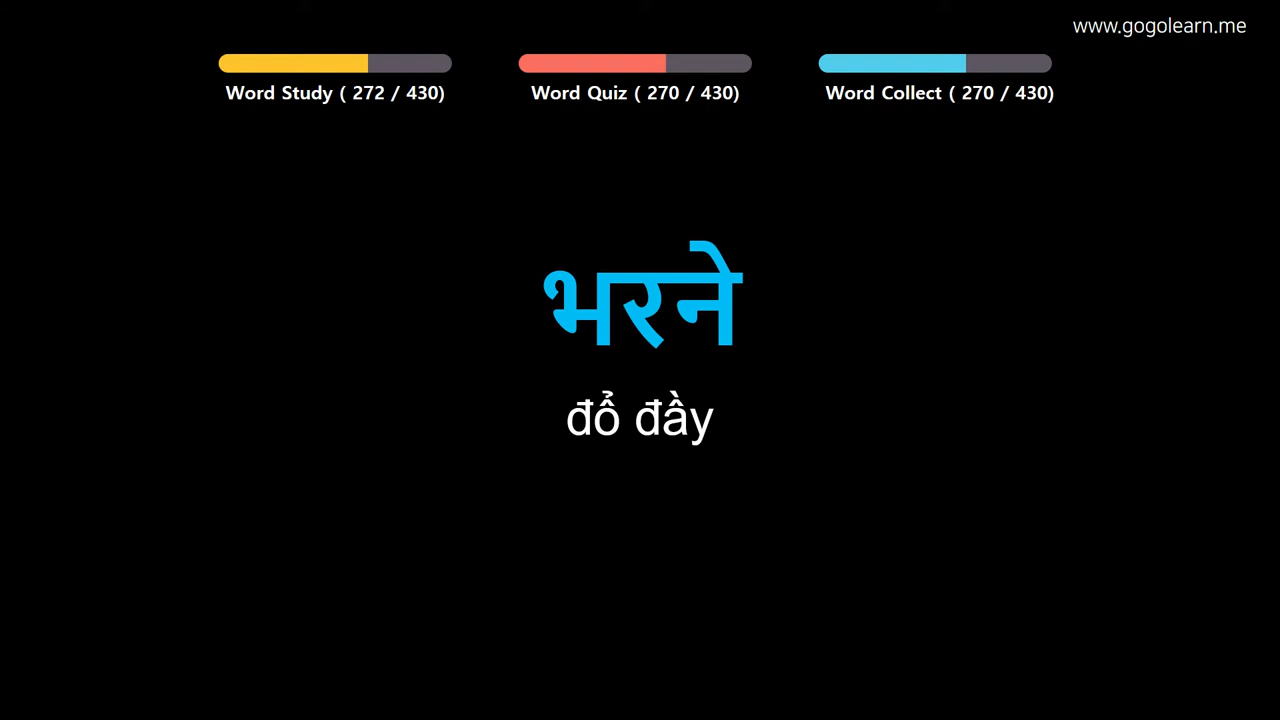 www.gogolearn.me
Word Study ( 272 / 430)
Word Quiz ( 270 / 430)
Word Collect ( 270 / 430)
भरने
đổ đầy